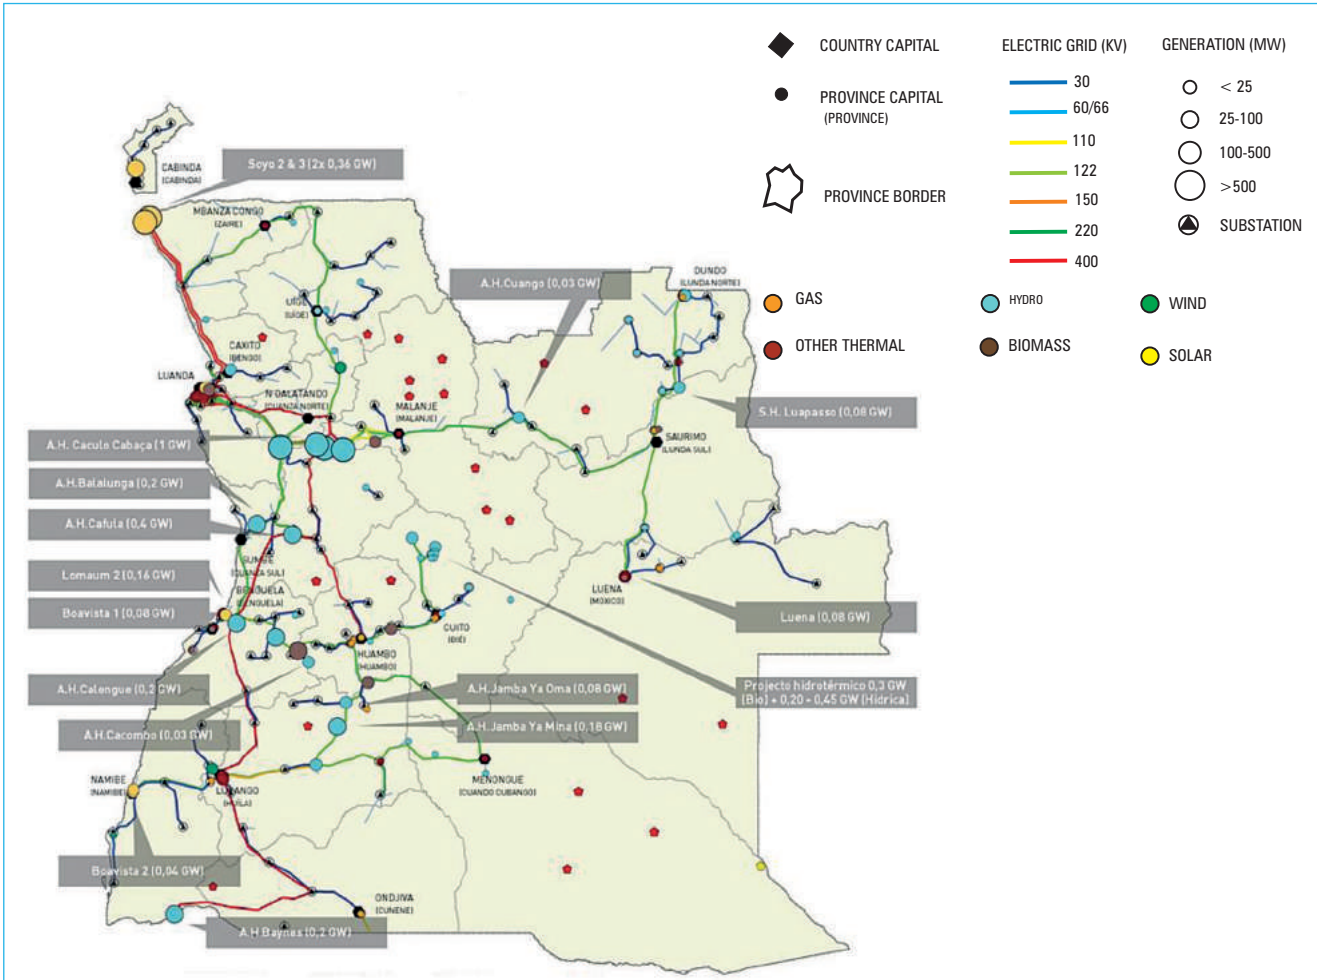 COUNTRY CAPITAL
PROVINCE CAPITAL
(PROVINCE)
PROVINCE BORDER
ELECTRIC GRID (KV)
30
60/66
110
122
150
220
400
GENERATION (MW)
< 25
25-100
100-500
>500
SUBSTATION
GAS
HYDRO
WIND
OTHER THERMAL
BIOMASS
SOLAR
CABINDA
(CABINDA)
Soyo 2 & 3 (2x 0,36 GW)
MBANZA CONGO
(ZAIRE)
UÍGE
(UÍGE)
A.H.Cuango (0,03 GW)
DUNDO
(LUNDA NORTE)
CAXITO
(BENGO)
LUANDA
N'DALATANDO
(CUANZA NORTE)
MALANJE
(MALANJE)
S.H. Luapasso (0,08 GW)
A.H. Caculo Cabaça (1 GW)
SAURIMO
(LUNDA SUL)
A.H.Balalunga (0,2 GW)
A.H.Cafula (0,4 GW)
SUMBE
(CUANZA SUL)
Lomaum 2 (0,16 GW)
BENGUELA
(BENGUELA)
Boavista 1 (0,08 GW)
LUENA
(MOXICO)
Luena (0,08 GW)
CUITO
(BIÉ)
HUAMBO
(HUAMBO)
A.H.Calengue (0,2 GW)
A.H.Jamba Ya Oma (0,08 GW)
Projecto hidrotérmico 0,3 GW
(Bio) + 0,20 - 0,45 GW (Hídrica)
A.H.Cacombo (0,03 GW)
A.H.Jamba Ya Mina (0,18 GW)
NAMIBE
(NAMIBE)
LUBANGO
(HUÍLA)
MENONGUE
(CUANDO CUBANGO)
Boavista 2 (0,04 GW)
ONDJIVA
(CUNENE)
A.H.Baynes (0,2 GW)